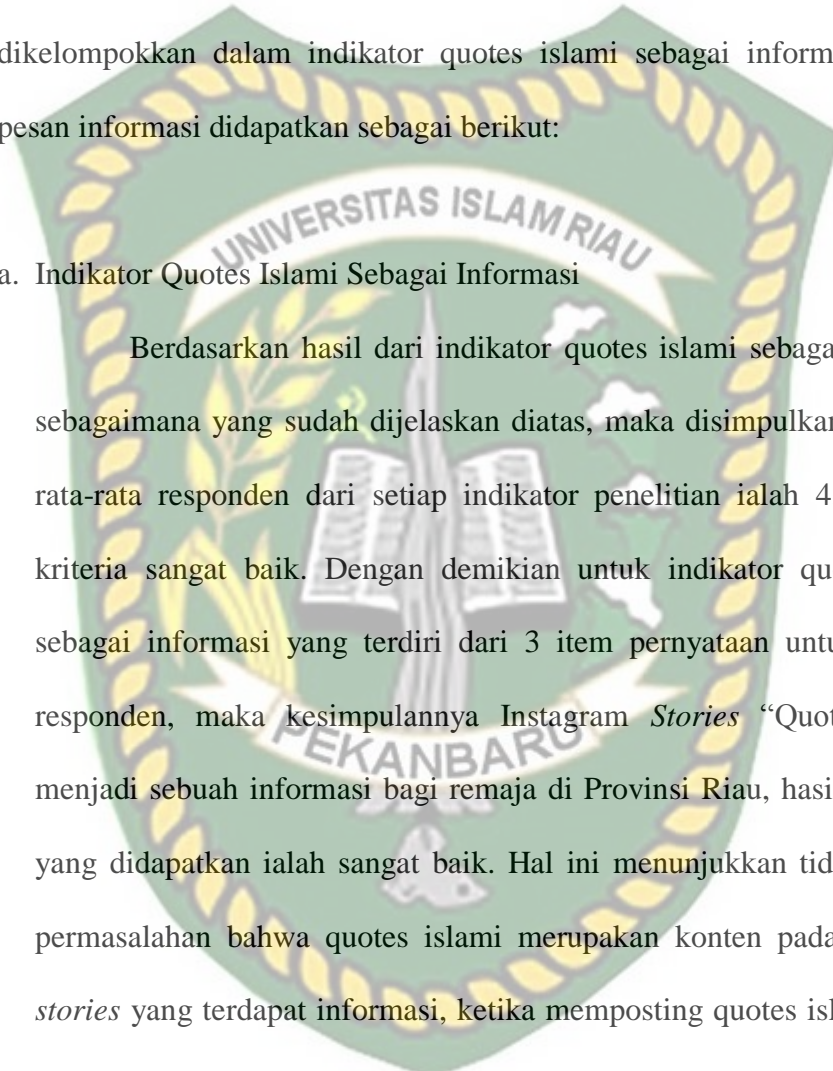 dikelompokkan dalam indikator quotes islami sebagai inform
pesan informasi didapatkan sebagai berikut:
UNIVERSITAS ISLAM RIAU
a. Indikator Quotes Islami Sebagai Informasi
Berdasarkan hasil dari indikator quotes islami sebaga
sebagaimana yang sudah dijelaskan diatas, maka disimpulkan
rata-rata responden dari setiap indikator penelitian ialah 4
kriteria sangat baik. Dengan demikian untuk indikator qu
sebagai informasi yang terdiri dari 3 item pernyataan untu
responden, maka kesimpulannya Instagram Stories “Quot
PEKANBARU
menjadi sebuah informasi bagi remaja di Provinsi Riau, hasi
yang didapatkan ialah sangat baik. Hal ini menunjukkan tid
permasalahan bahwa quotes islami merupakan konten pada
stories yang terdapat informasi, ketika memposting quotes isl